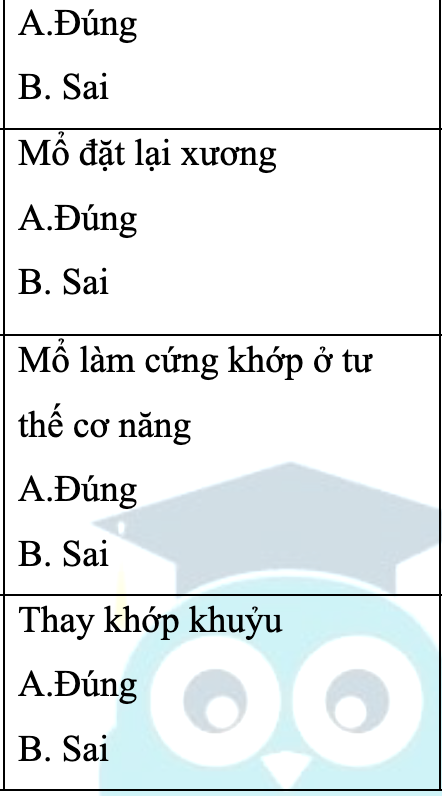 A.Đúng
B. Sai
Mổ đặt lại xương
A.Đúng
B. Sai
Mổ làm cứng khớp ở tư
thế cơ năng
A.Đúng
B. Sai
Thay khớp khuỷu
A.Đúng
B. Sai